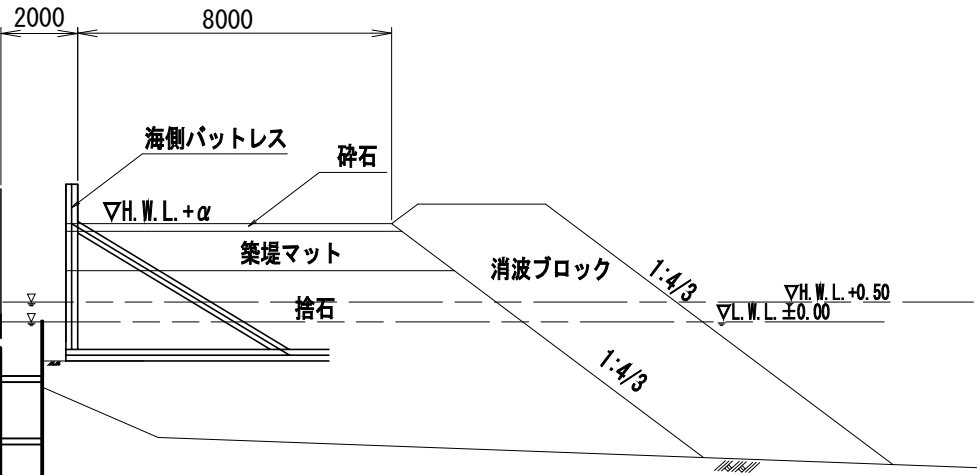 2000
8000
海側バットレス
砕石
▽H.W.L.+α
築堤マット
消波ブロック
1:4/3
▽H.W.L.+0.50
捨石
▽L.W.L.±0.00
1:4/3